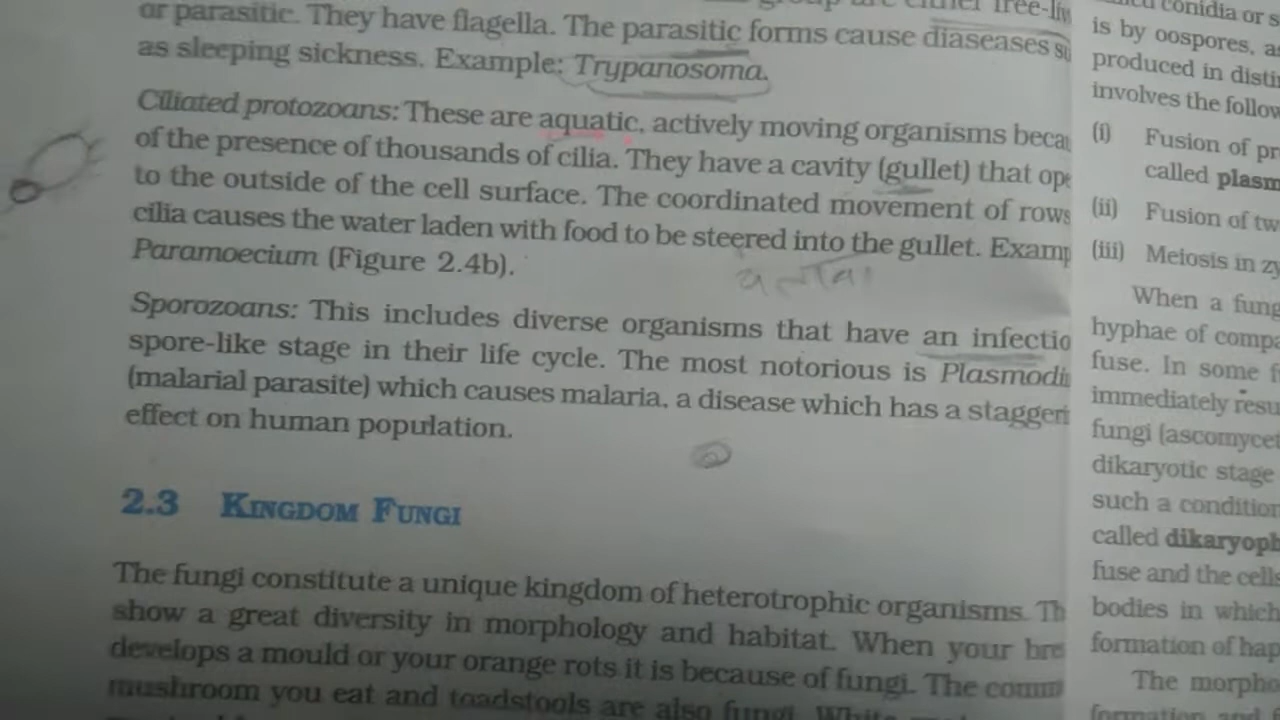 or parasitic. They have flagella. The parasitic forms cause diaseases su
as sleeping sickness. Example: Trypanosoma.
Ciliated protozoans: These are aquatic, actively moving organisms becau
of the presence of thousands of cilia. They have a cavity (gullet) that ope
to the outside of the cell surface. The coordinated movement of rows
cilia causes the water laden with food to be steered into the gullet. Examp
Paramoecium (Figure 2.4b).
Sporozoans: This includes diverse organisms that have an infectio
spore-like stage in their life cycle. The most notorious is Plasmodi
(malarial parasite) which causes malaria, a disease which has a staggeri
effect on human population.
2.3 KINGDOM FUNGI
The fungi constitute a unique kingdom of heterotrophic organisms. Th
show a great diversity in morphology and habitat. When your bre
develops a mould or your orange rots it is because of fungi. The comm
mushroom you eat and toadstools are also fungi. White
conidia or s
is by oospores, as
produced in disti
involves the follow
(i) Fusion of pr
called plasm
(ii) Fusion of tw
(iii) Meiosis in zy
When a fung
hyphae of compa
fuse. In some f
immediately resu
fungi (ascomycet
dikaryotic stage
such a condition
called dikaryoph
fuse and the cells
bodies in which
formation of hap
The morpho
formation and